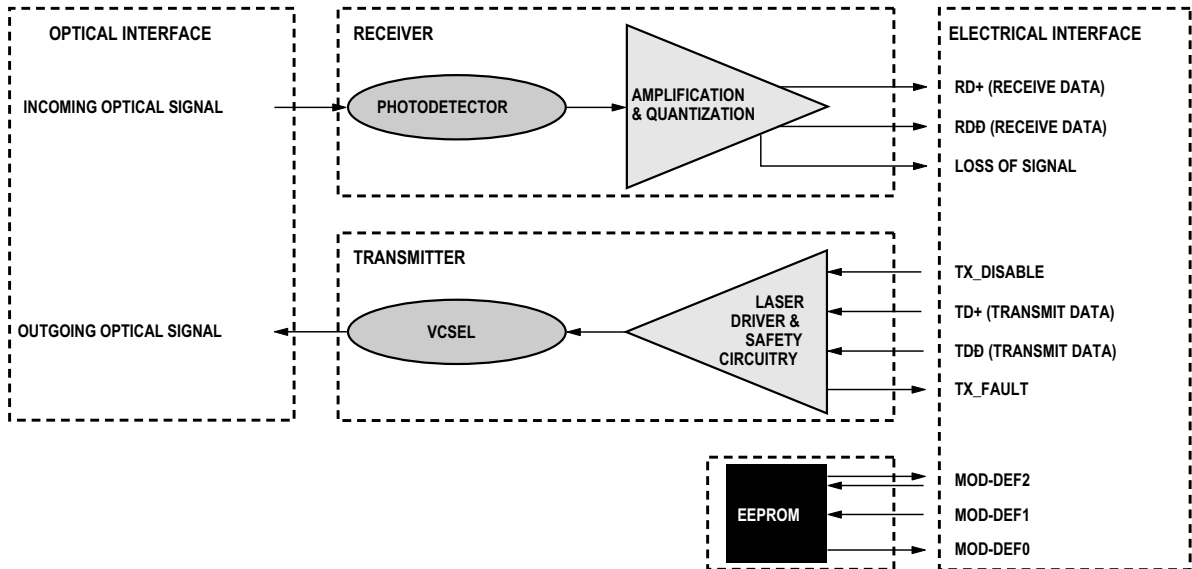 OPTICAL INTERFACE
INCOMING OPTICAL SIGNAL
OUTGOING OPTICAL SIGNAL
RECEIVER
PHOTODETECTOR
AMPLIFICATION
& QUANTIZATION
TRANSMITTER
VCSEL
LASER
DRIVER &
SAFETY
CIRCUITRY
EEPROM
ELECTRICAL INTERFACE
RD+ (RECEIVE DATA)
RDÐ (RECEIVE DATA)
LOSS OF SIGNAL
TX_DISABLE
TD+ (TRANSMIT DATA)
TDÐ (TRANSMIT DATA)
TX_FAULT
MOD-DEF2
MOD-DEF1
MOD-DEF0